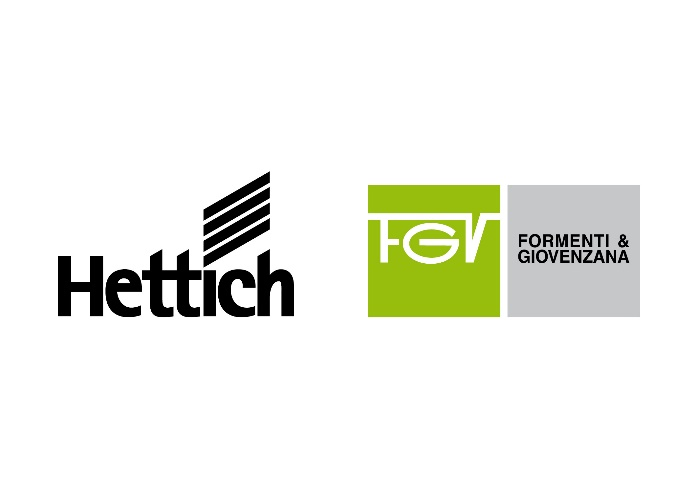 Hettich
FGV
FORMENTI &
GIOVENZANA